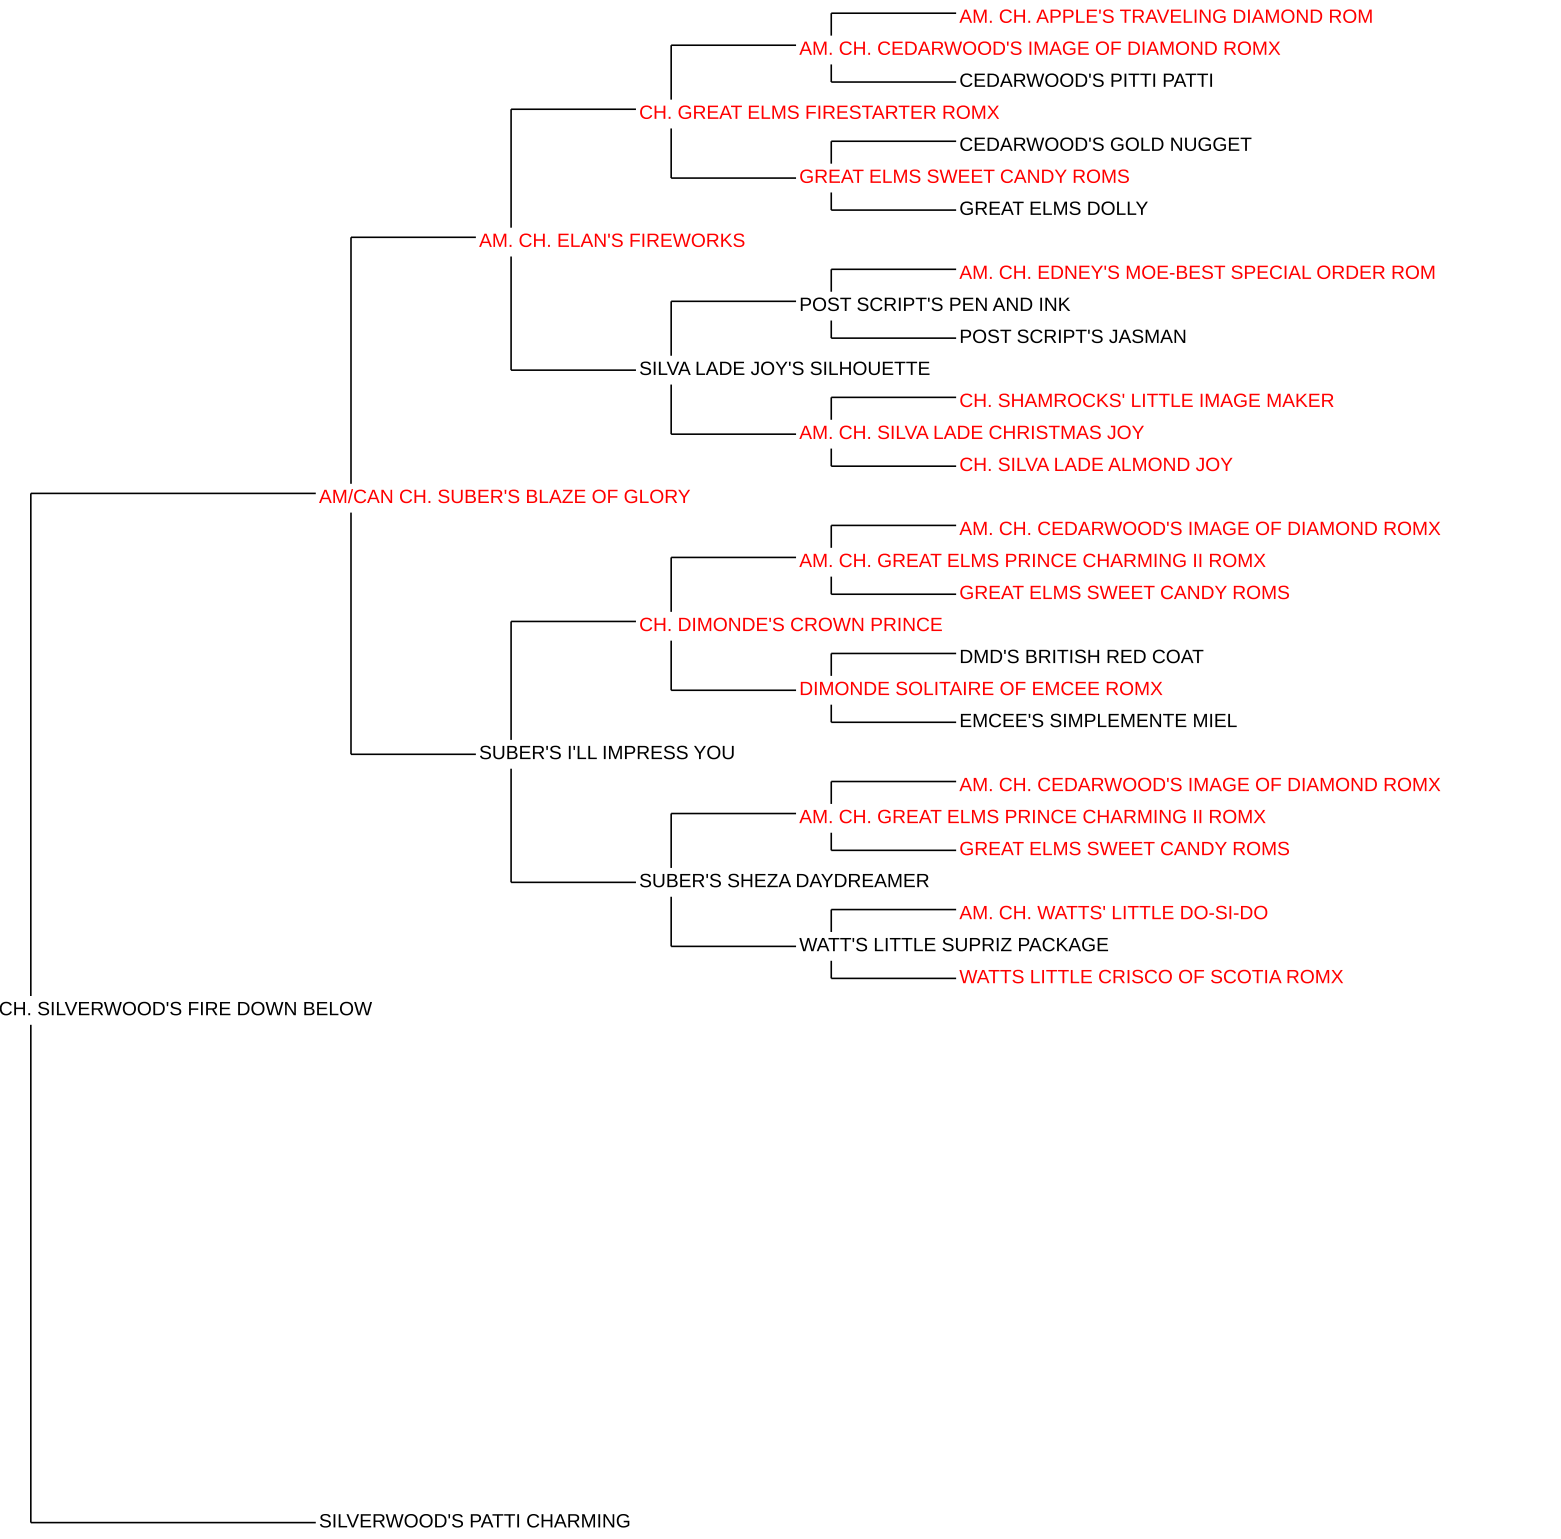 AM. CH. APPLE'S TRAVELING DIAMOND ROM
AM. CH. CEDARWOOD'S IMAGE OF DIAMOND ROMX
CEDARWOOD'S PITTI PATTI
CH. GREAT ELMS FIRESTARTER ROMX
CEDARWOOD'S GOLD NUGGET
GREAT ELMS SWEET CANDY ROMS
GREAT ELMS DOLLY
AM. CH. ELAN'S FIREWORKS
AM. CH. EDNEY'S MOE-BEST SPECIAL ORDER ROM
POST SCRIPT'S PEN AND INK
POST SCRIPT'S JASMAN
SILVA LADE JOY'S SILHOUETTE
CH. SHAMROCKS' LITTLE IMAGE MAKER
AM. CH. SILVA LADE CHRISTMAS JOY
CH. SILVA LADE ALMOND JOY
AM/CAN CH. SUBER'S BLAZE OF GLORY
AM. CH. CEDARWOOD'S IMAGE OF DIAMOND ROMX
AM. CH. GREAT ELMS PRINCE CHARMING II ROMX
GREAT ELMS SWEET CANDY ROMS
CH. DIMONDE'S CROWN PRINCE
DMD'S BRITISH RED COAT
DIMONDE SOLITAIRE OF EMCEE ROMX
EMCEE'S SIMPLEMENTE MIEL
SUBER'S I'LL IMPRESS YOU
AM. CH. CEDARWOOD'S IMAGE OF DIAMOND ROMX
AM. CH. GREAT ELMS PRINCE CHARMING II ROMX
GREAT ELMS SWEET CANDY ROMS
SUBER'S SHEZA DAYDREAMER
AM. CH. WATTS' LITTLE DO-SI-DO
WATT'S LITTLE SUPRIZ PACKAGE
WATTS LITTLE CRISCO OF SCOTIA ROMX
CH. SILVERWOOD'S FIRE DOWN BELOW
SILVERWOOD'S PATTI CHARMING